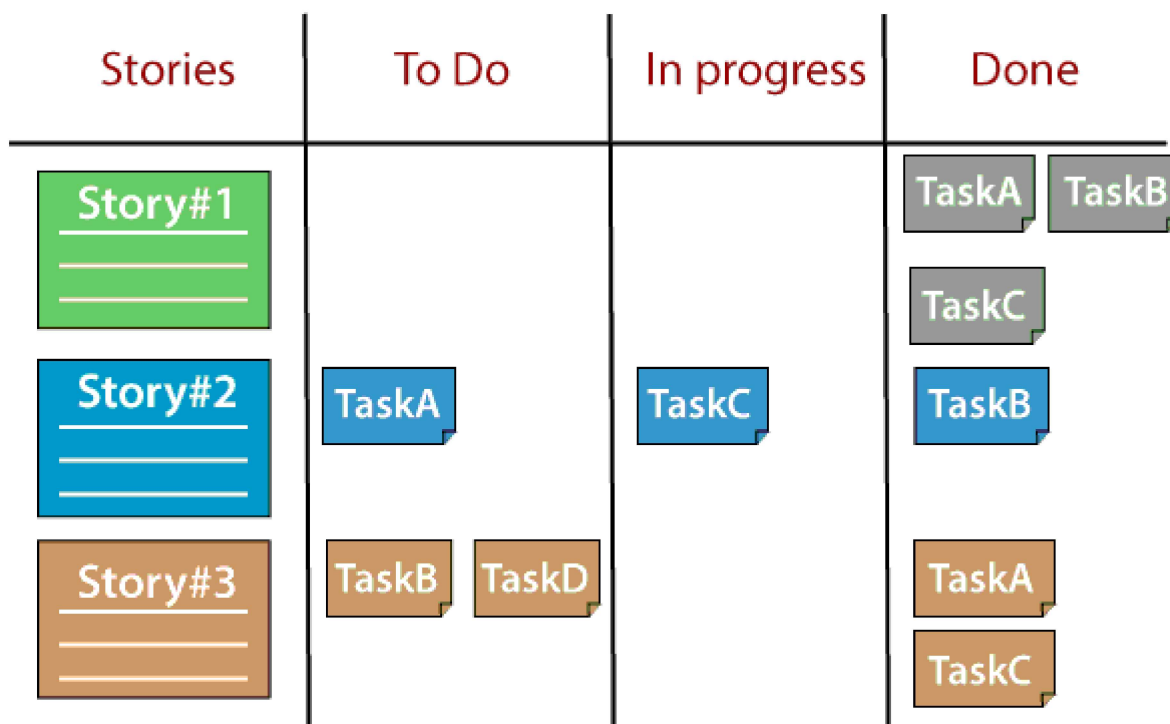 Stories To Do In progress Done
Story#1 TaskA TaskB
TaskC
Story#2 TaskA TaskC TaskB
Story#3 TaskB TaskD TaskA
TaskC